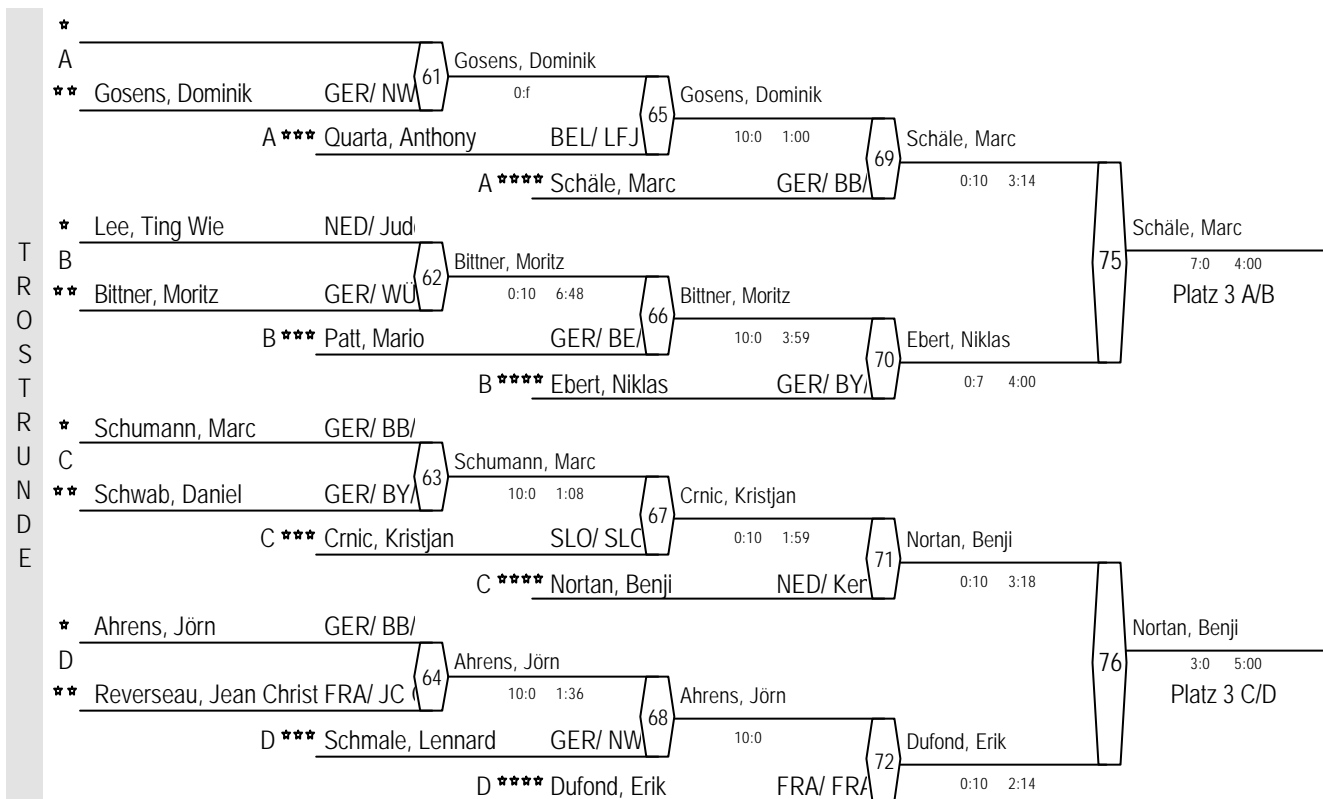 TROSTRUNDE
A
Gosens, Dominik GER/ NW
61
Gosens, Dominik
0:f
A *** Quarta, Anthony BEL/ LFJ
65
Gosens, Dominik
10:0 1:00
A **** Schäle, Marc GER/ BB/
69
Schäle, Marc
0:10 3:14
* Lee, Ting Wie NED/ Jud
B
** Bittner, Moritz GER/ WÜ
62
Bittner, Moritz
0:10 6:48
B *** Patt, Mario GER/ BE/
66
Bittner, Moritz
10:0 3:59
B **** Ebert, Niklas GER/ BY/
70
Ebert, Niklas
0:7 4:00
75
Schäle, Marc
7:0 4:00
Platz 3 A/B
* Schumann, Marc GER/ BB/
C
** Schwab, Daniel GER/ BY/
63
Schumann, Marc
10:0 1:08
C *** Crnic, Kristjan SLO/ SLO
67
Crnic, Kristjan
0:10 1:59
C **** Nortan, Benji NED/ Ken
71
Nortan, Benji
0:10 3:18
* Ahrens, Jörn GER/ BB/
D
** Reverseau, Jean Christ FRA/ JC
64
Ahrens, Jörn
10:0 1:36
D *** Schmale, Lennard GER/ NW
68
Ahrens, Jörn
10:0
D **** Dufond, Erik FRA/ FRA
72
Dufond, Erik
0:10 2:14
76
Nortan, Benji
3:0 5:00
Platz 3 C/D